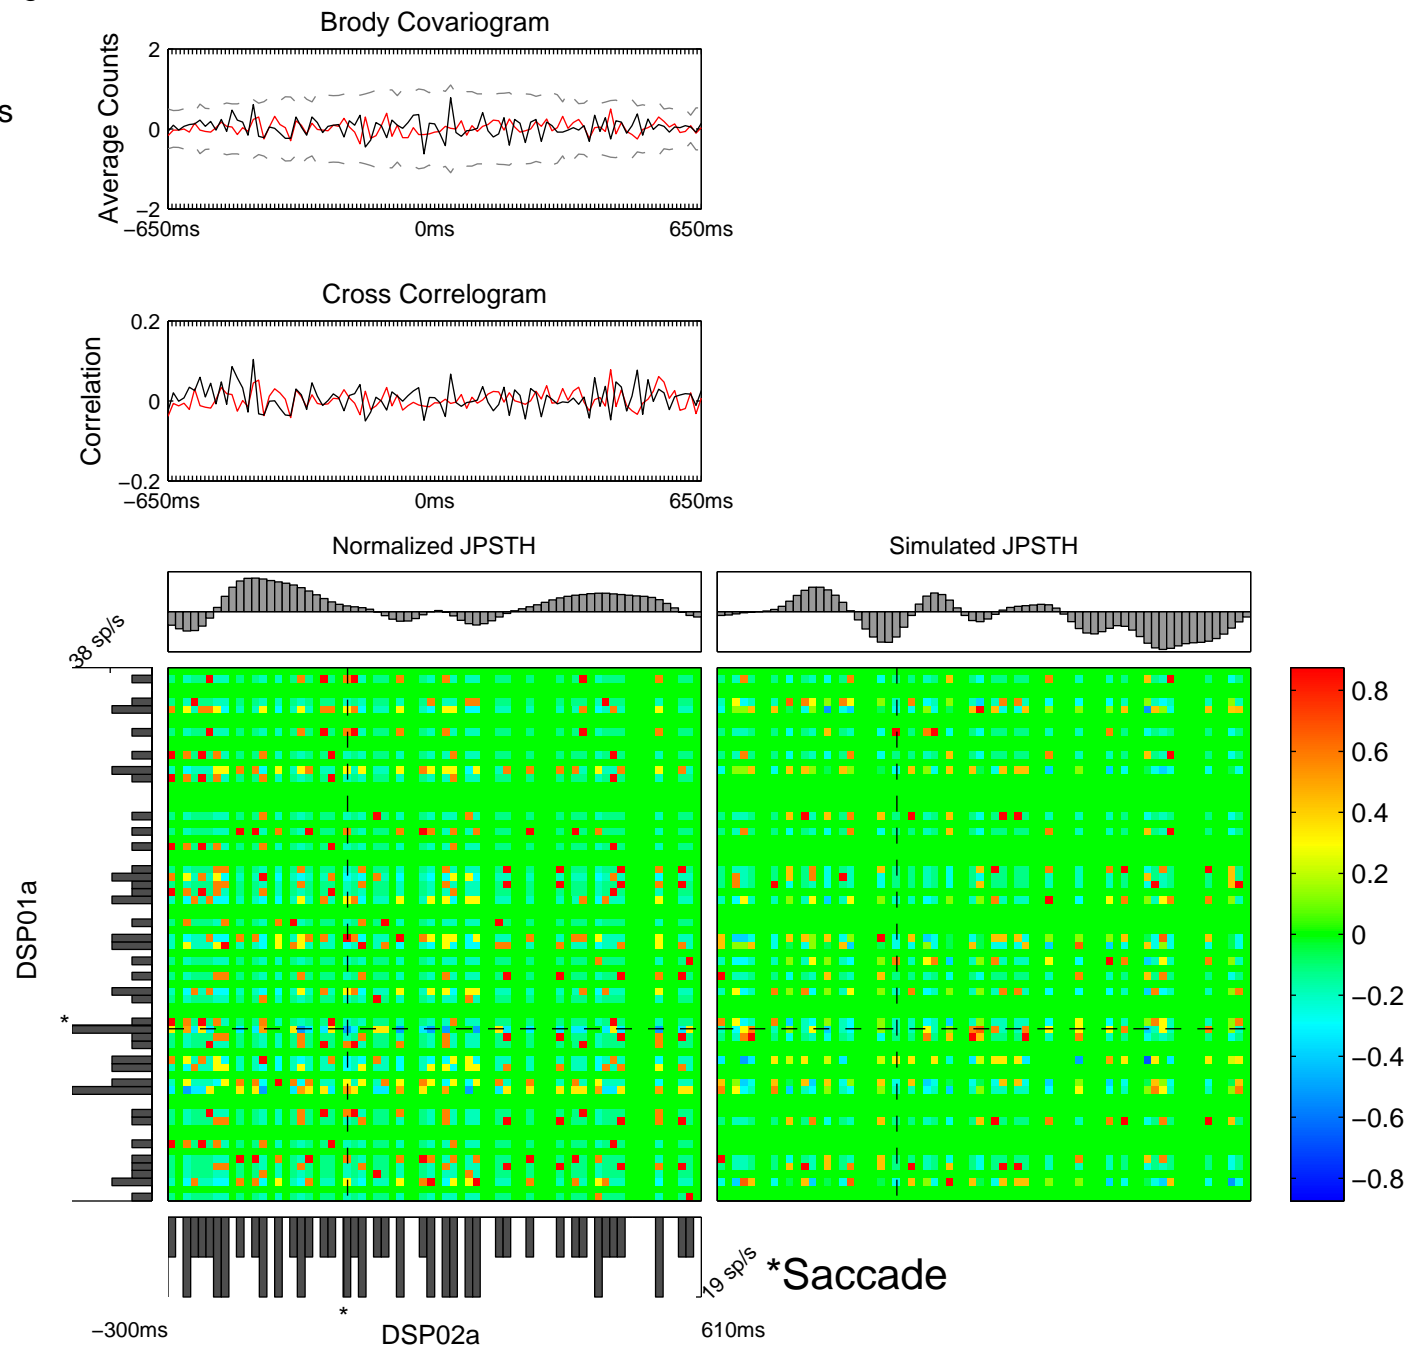 Brody Covariogram
Average Counts
2
0
−2
−650ms
0ms
650ms
s
Cross Correlogram
Correlation
0.2
0
−0.2
−650ms
0ms
650ms
Normalized JPSTH
Simulated JPSTH
38 sp/s
DSP01a
*
0.8
0.6
0.4
0.2
0
−0.2
−0.4
−0.6
−0.8
19 sp/s
*Saccade
*
−300ms
DSP02a
610ms